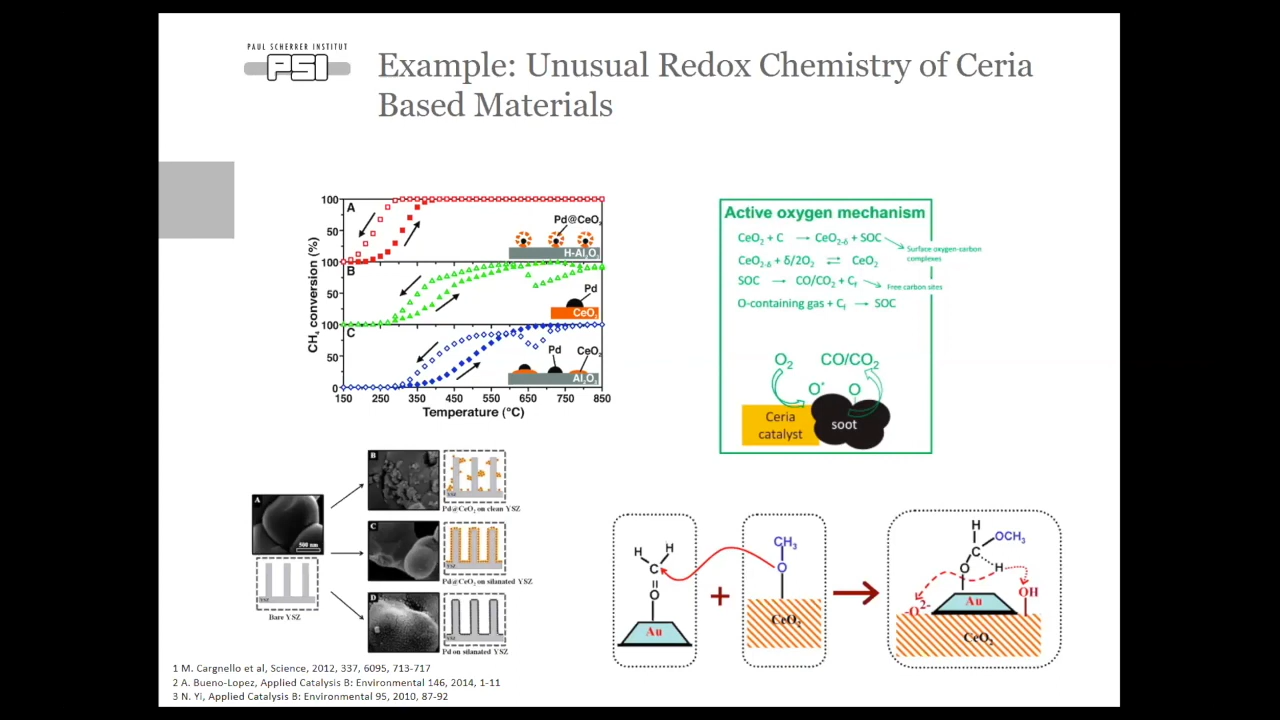 PAUL SCHERRER INSTITUT
PSI
Example: Unusual Redox Chemistry of Ceria
Based Materials
CH4 conversion (%)
100
A
50
Pd@CeO2
H-Al2O3
100
B
50
Pd
CeO2
100
C
50
Pd
CeO2
Al2O3
0
150 250 350 450 550 650 750 850
Temperature (°C)
Active oxygen mechanism
CeO2 + C → CeO2-δ + SOC
Surface oxygen-carbon
complexes
CeO2-δ + δ/2O2 ⇌ CeO2
SOC → CO/CO2 + Cf
Free carbon sites
O-containing gas + Cf → SOC
O2
CO/CO2
O*
O
Ceria
catalyst
soot
A
500 nm
YSZ
Bare YSZ
B
YSZ
Pd@CeO2 on clean YSZ
C
YSZ
Pd@CeO2 on silanated YSZ
D
YSZ
Pd on silanated YSZ
H
H
C
O
Au
+
CH3
O
CeO2
H
OCH3
C
O
H
-O2-
Au
OH
CeO2
1 M. Cargnello et al, Science, 2012, 337, 6095, 713-717
2 A. Bueno-Lopez, Applied Catalysis B: Environmental 146, 2014, 1-11
3 N. Yi, Applied Catalysis B: Environmental 95, 2010, 87-92